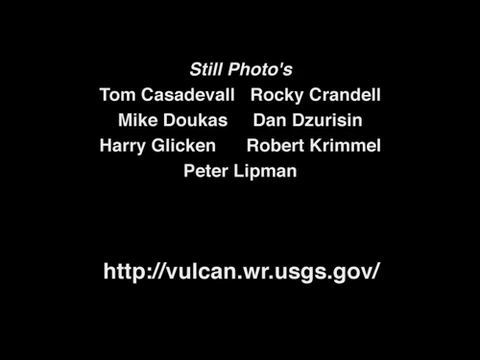 Still Photo's
Tom Casadevall Rocky Crandell
Mike Doukas Dan Dzurisin
Harry Glicken Robert Krimmel
Peter Lipman
http://vulcan.wr.usgs.gov/